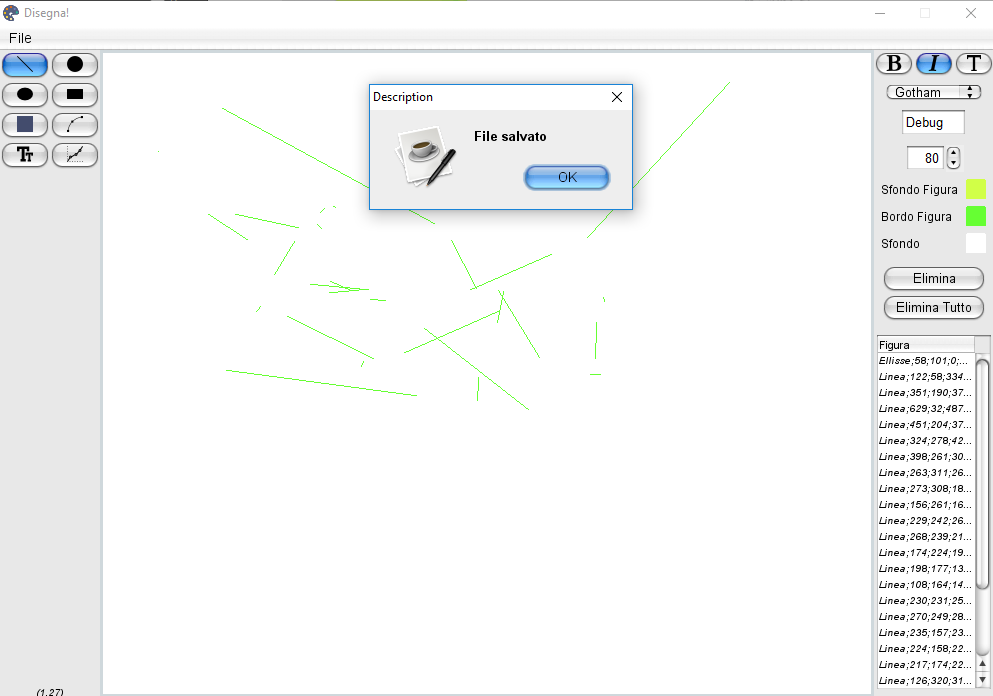 Disegna!
File
B I T
Gotham
Debug
80
Sfondo Figura
Bordo Figura
Sfondo
Elimina
Elimina Tutto
Description
File salvato
OK
Tt
Figura
Ellisse;58;101;0;...
Linea;122;58;334...
Linea;351;190;37...
Linea;629;32;487...
Linea;451;204;37...
Linea;324;278;42...
Linea;398;261;30...
Linea;263;311;26...
Linea;273;308;18...
Linea;156;261;16...
Linea;229;242;26...
Linea;268;239;21...
Linea;174;224;19...
Linea;198;177;13...
Linea;108;164;14...
Linea;230;231;25...
Linea;270;249;28...
Linea;235;157;23...
Linea;224;158;22...
Linea;217;174;22...
Linea;126;320;31...
(1,27)